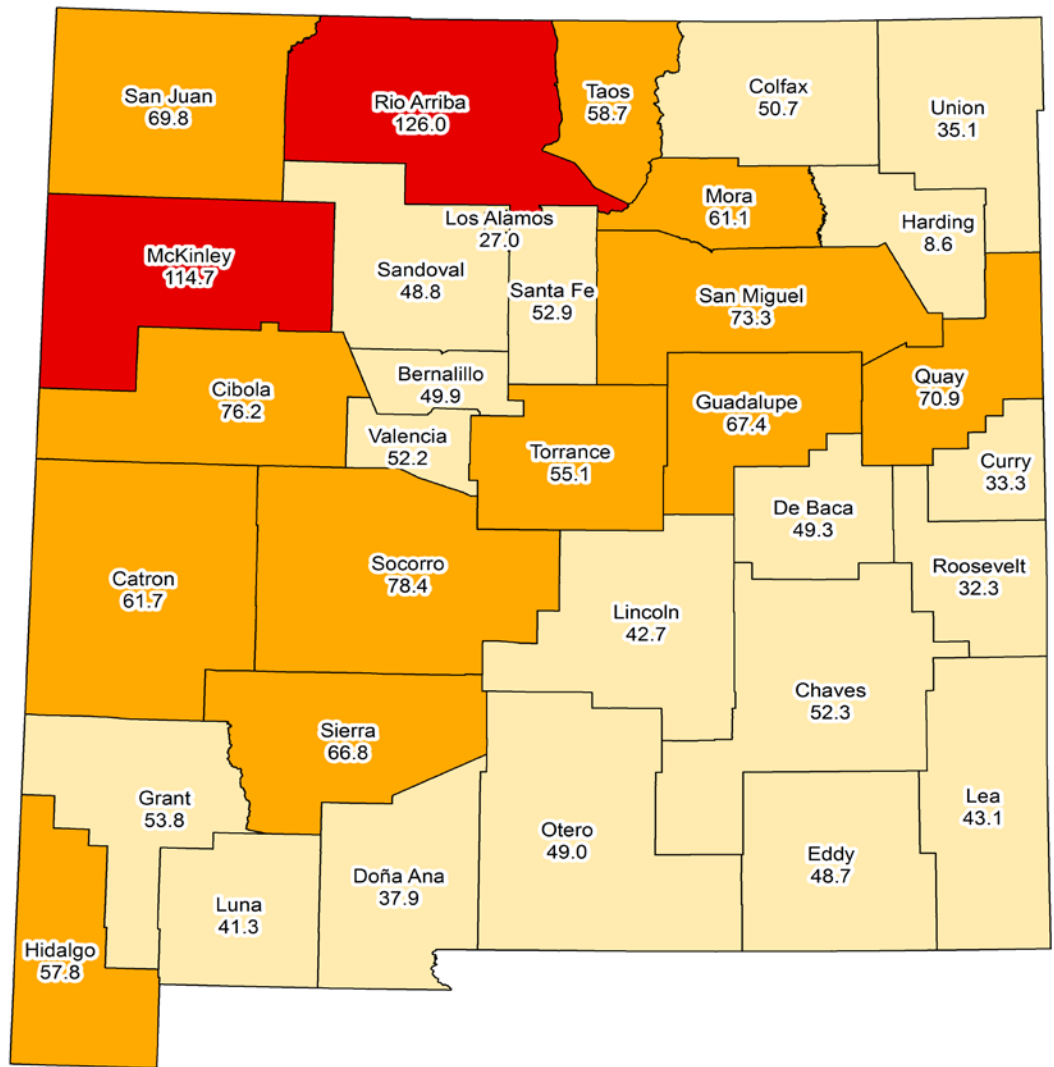 San Juan
69.8
Rio Arriba
126.0
Taos
58.7
Colfax
50.7
Union
35.1
Mora
61.1
Harding
8.6
Los Alamos
27.0
McKinley
114.7
Sandoval
48.8
Santa Fe
52.9
San Miguel
73.3
Cibola
76.2
Bernalillo
49.9
Guadalupe
67.4
Quay
70.9
Valencia
52.2
Torrance
55.1
Curry
33.3
De Baca
49.3
Catron
61.7
Socorro
78.4
Roosevelt
32.3
Lincoln
42.7
Chaves
52.3
Sierra
66.8
Grant
53.8
Otero
49.0
Lea
43.1
Eddy
48.7
Doña Ana
37.9
Luna
41.3
Hidalgo
57.8